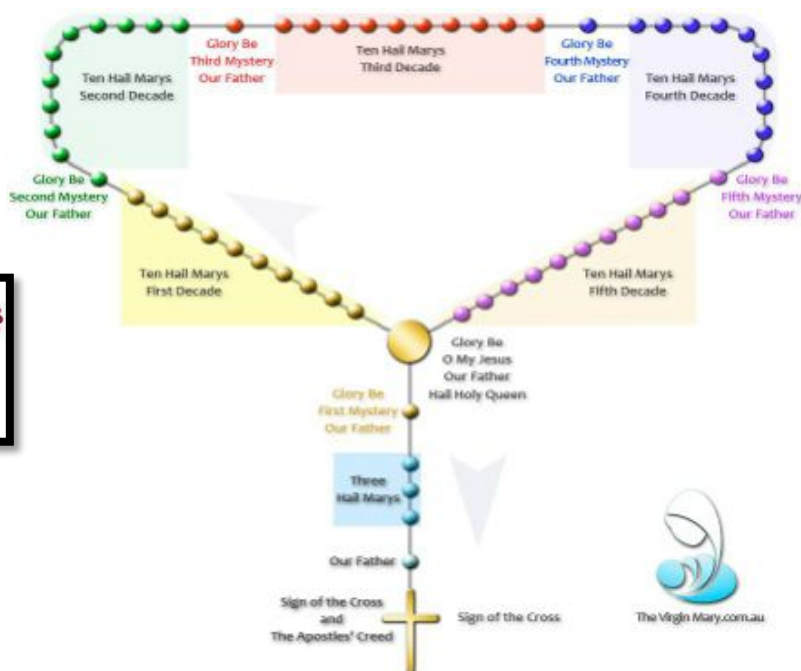 Glory Be
Third Mystery
Our Father
Ten Hail Marys
Third Decade
Glory Be
Fourth Mystery
Our Father
Ten Hail Marys
Second Decade
Ten Hail Marys
Fourth Decade
Glory Be
Second Mystery
Our Father
Glory Be
Fifth Mystery
Our Father
Ten Hail Marys
First Decade
Ten Hail Marys
Fifth Decade
Glory Be
O My Jesus
Our Father
Hail Holy Queen
Glory Be
First Mystery
Our Father
Three
Hail Marys
Our Father
Sign of the Cross
and
The Apostles' Creed
Sign of the Cross
The Virgin Mary.com.au